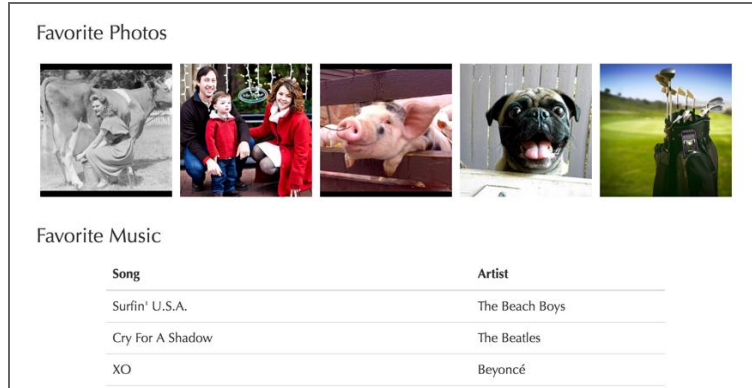 Favorite Photos
Favorite Music
Song Artist
Surfin' U.S.A. The Beach Boys
Cry For A Shadow The Beatles
XO Beyoncé